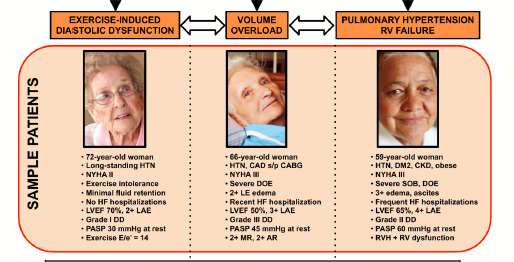 EXERCISE-INDUCED
DIASTOLIC DYSFUNCTION
VOLUME
OVERLOAD
PULMONARY HYPERTENSION
RV FAILURE
SAMPLE PATIENTS
• 72-year-old woman
• Long-standing HTN
• NYHA II
• Exercise intolerance
• Minimal fluid retention
• No HF hospitalizations
• LVEF 70%, 2+ LAE
• Grade I DD
• PASP 30 mmHg at rest
• Exercise E/e' = 14
• 66-year-old woman
• HTN, CAD s/p CABG
• NYHA III
• Severe DOE
• 2+ LE edema
• Recent HF hospitalization
• LVEF 50%, 3+ LAE
• Grade III DD
• PASP 45 mmHg at rest
• 2+ MR, 2+ AR
• 59-year-old woman
• HTN, DM2, CKD, obese
• NYHA III
• Severe SOB, DOE
• 3+ edema, ascites
• Frequent HF hospitalizations
• LVEF 65%, 4+ LAE
• Grade II DD
• PASP 60 mmHg at rest
• RVH + RV dysfunction